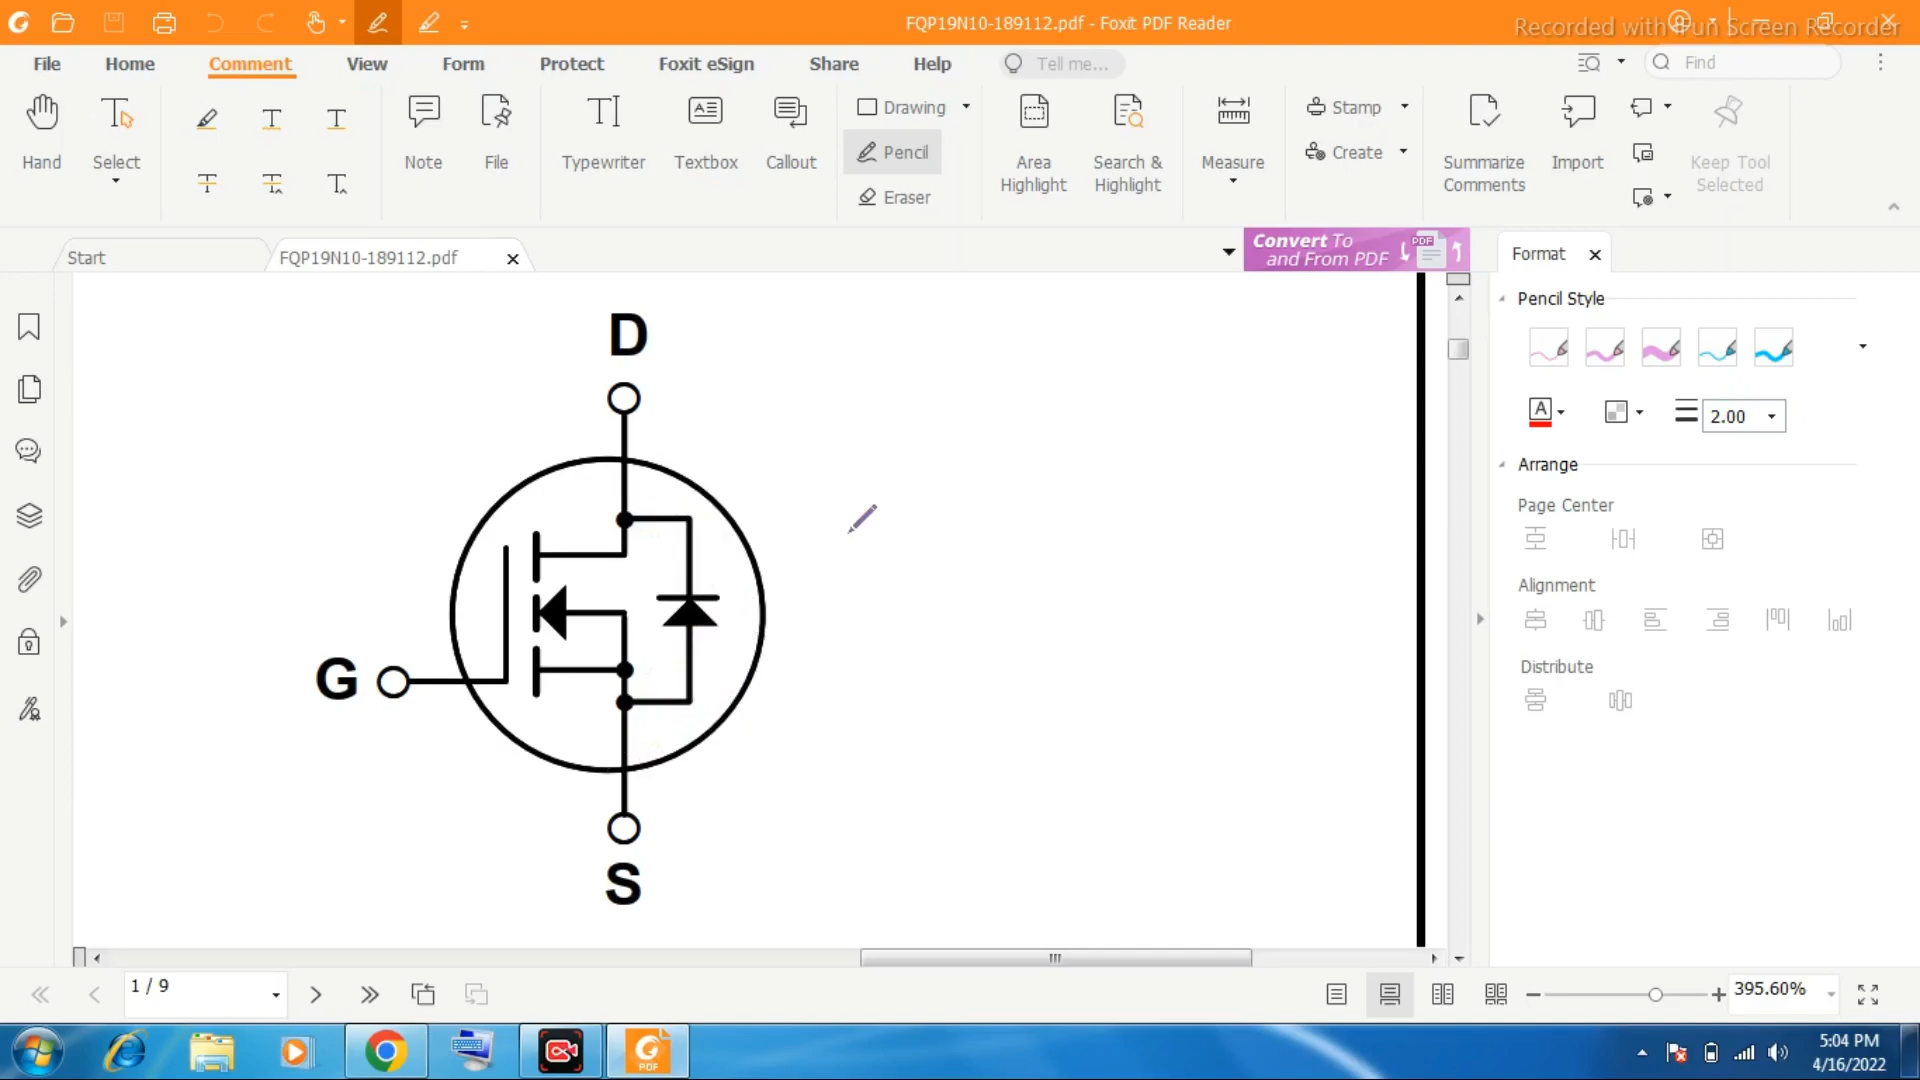 FQP19N10-189112.pdf - Foxit PDF Reader
Recorded with iFun Screen Recorder
File Home Comment View Form Protect Foxit eSign Share Help Tell me... Find
Hand Select Note File Typewriter Textbox Callout
Drawing
Pencil
Eraser
Area Highlight
Search & Highlight
Measure
Stamp
Create
Summarize Comments
Import
Keep Tool Selected
Start FQP19N10-189112.pdf
Convert To
and From PDF
PDF
Format
Pencil Style
A
2.00
Arrange
Page Center
Alignment
Distribute
D
G
S
1 / 9
395.60%
PDF
5:04 PM
4/16/2022